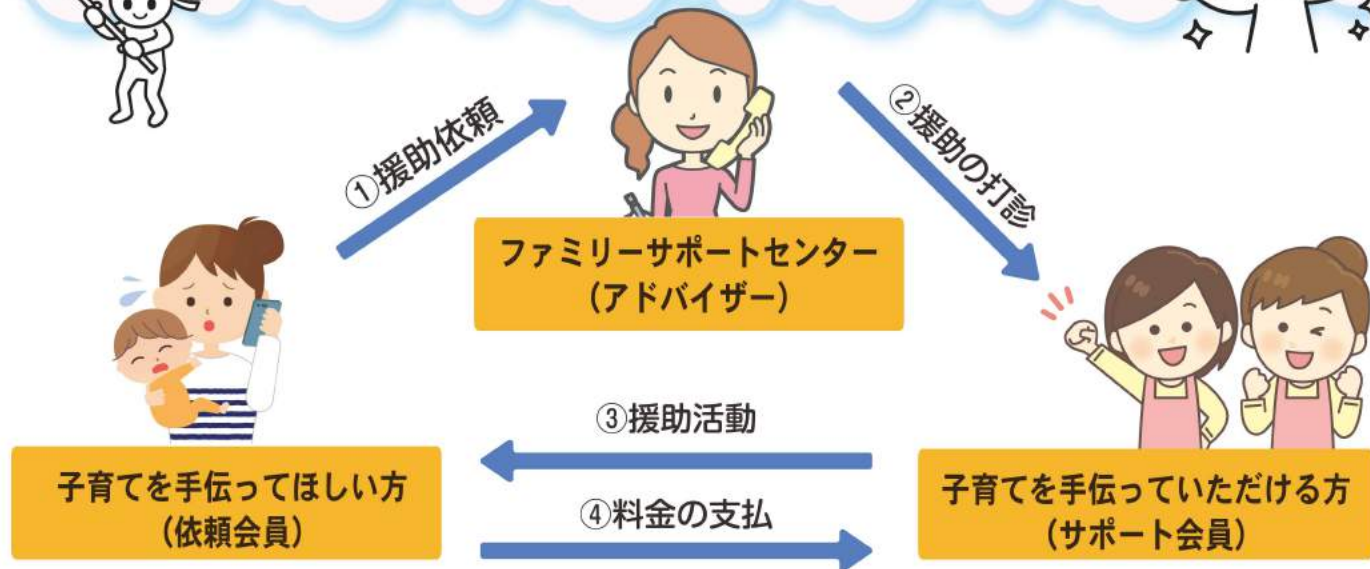 ①援助依頼
②援助の打診
ファミリーサポートセンター
(アドバイザー)
③援助活動
④料金の支払
子育てを手伝ってほしい方
(依頼会員)
子育てを手伝っていただける方
(サポート会員)